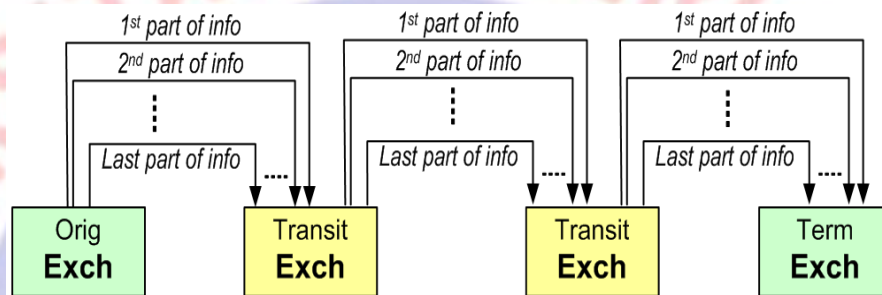 1st part of info
1st part of info
1st part of info
2nd part of info
2nd part of info
2nd part of info
Last part of info
Last part of info
Last part of info
Orig
Exch
Transit
Exch
Transit
Exch
Term
Exch